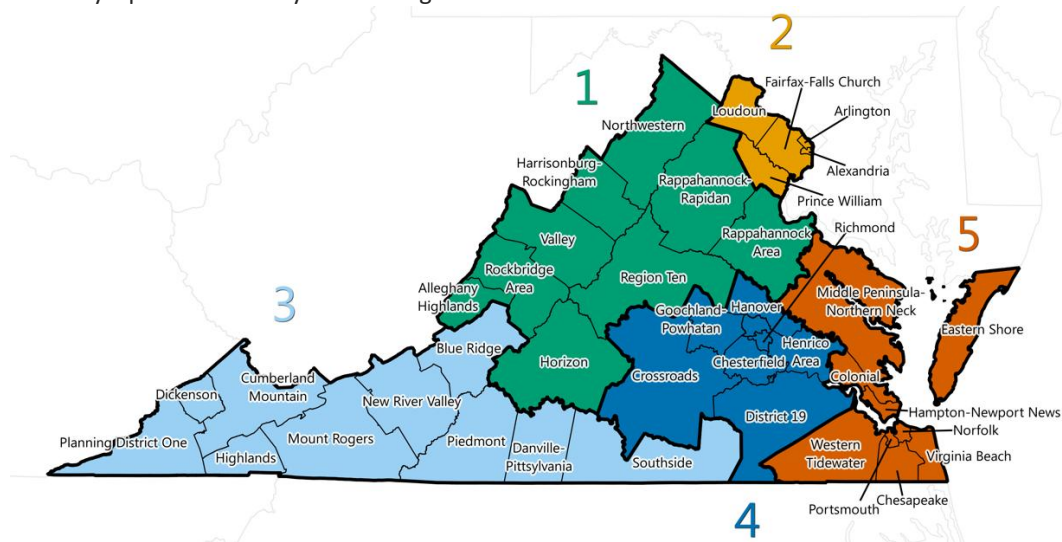 2
Fairfax-Falls Church
1
Loudoun
Arlington
Northwestern
Harrisonburg-
Rockingham
Alexandria
Rappahannock-
Rapidan
Prince William
Richmond
5
Valley
Rappahannock
Area
Rockbridge
Area
Region Ten
Alleghany
Highlands
3
Goochland-
Powhatan
Hanover
Middle Peninsula-
Northern Neck
Eastern Shore
Blue Ridge
Horizon
Henrico
Area
Chesterfield
Crossroads
Colonial
Cumberland
Mountain
Dickenson
New River Valley
District 19
Hampton-Newport News
Norfolk
Planning District One
Highlands
Mount Rogers
Piedmont
Danville-
Pittsylvania
Southside
Western
Tidewater
Virginia Beach
Chesapeake
Portsmouth
4